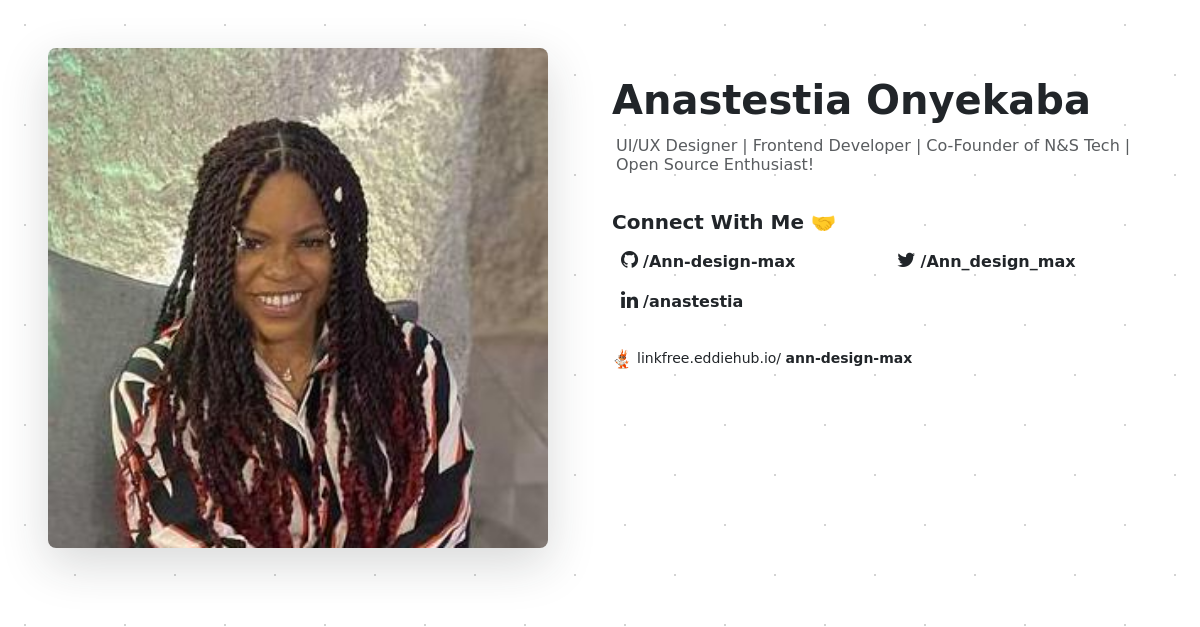 Anastestia Onyekaba
UI/UX Designer | Frontend Developer | Co-Founder of N&S Tech |
Open Source Enthusiast!
Connect With Me 🤝
/Ann-design-max /Ann_design_max
/anastestia
linkfree.eddiehub.io/ ann-design-max